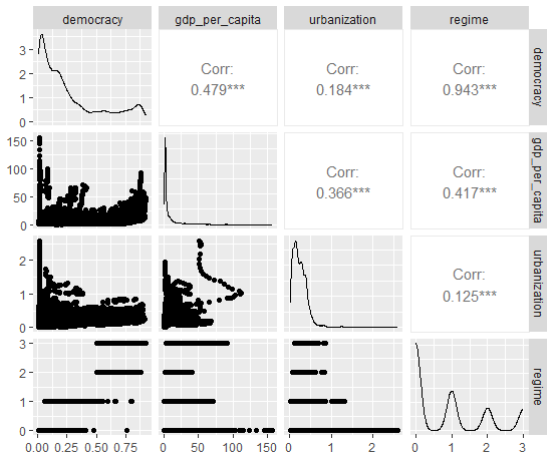 democracy gdp_per_capita urbanization regime
3
2
1
0
Corr:
0.479***
Corr:
0.184***
Corr:
0.943***
democracy
150
100
50
0
Corr:
0.366***
Corr:
0.417***
gdp_per_capita
2
1
0
Corr:
0.125***
urbanization
3
2
1
0
regime
0.00 0.25 0.50 0.75 0 50 100 150 0 1 2 0 1 2 3